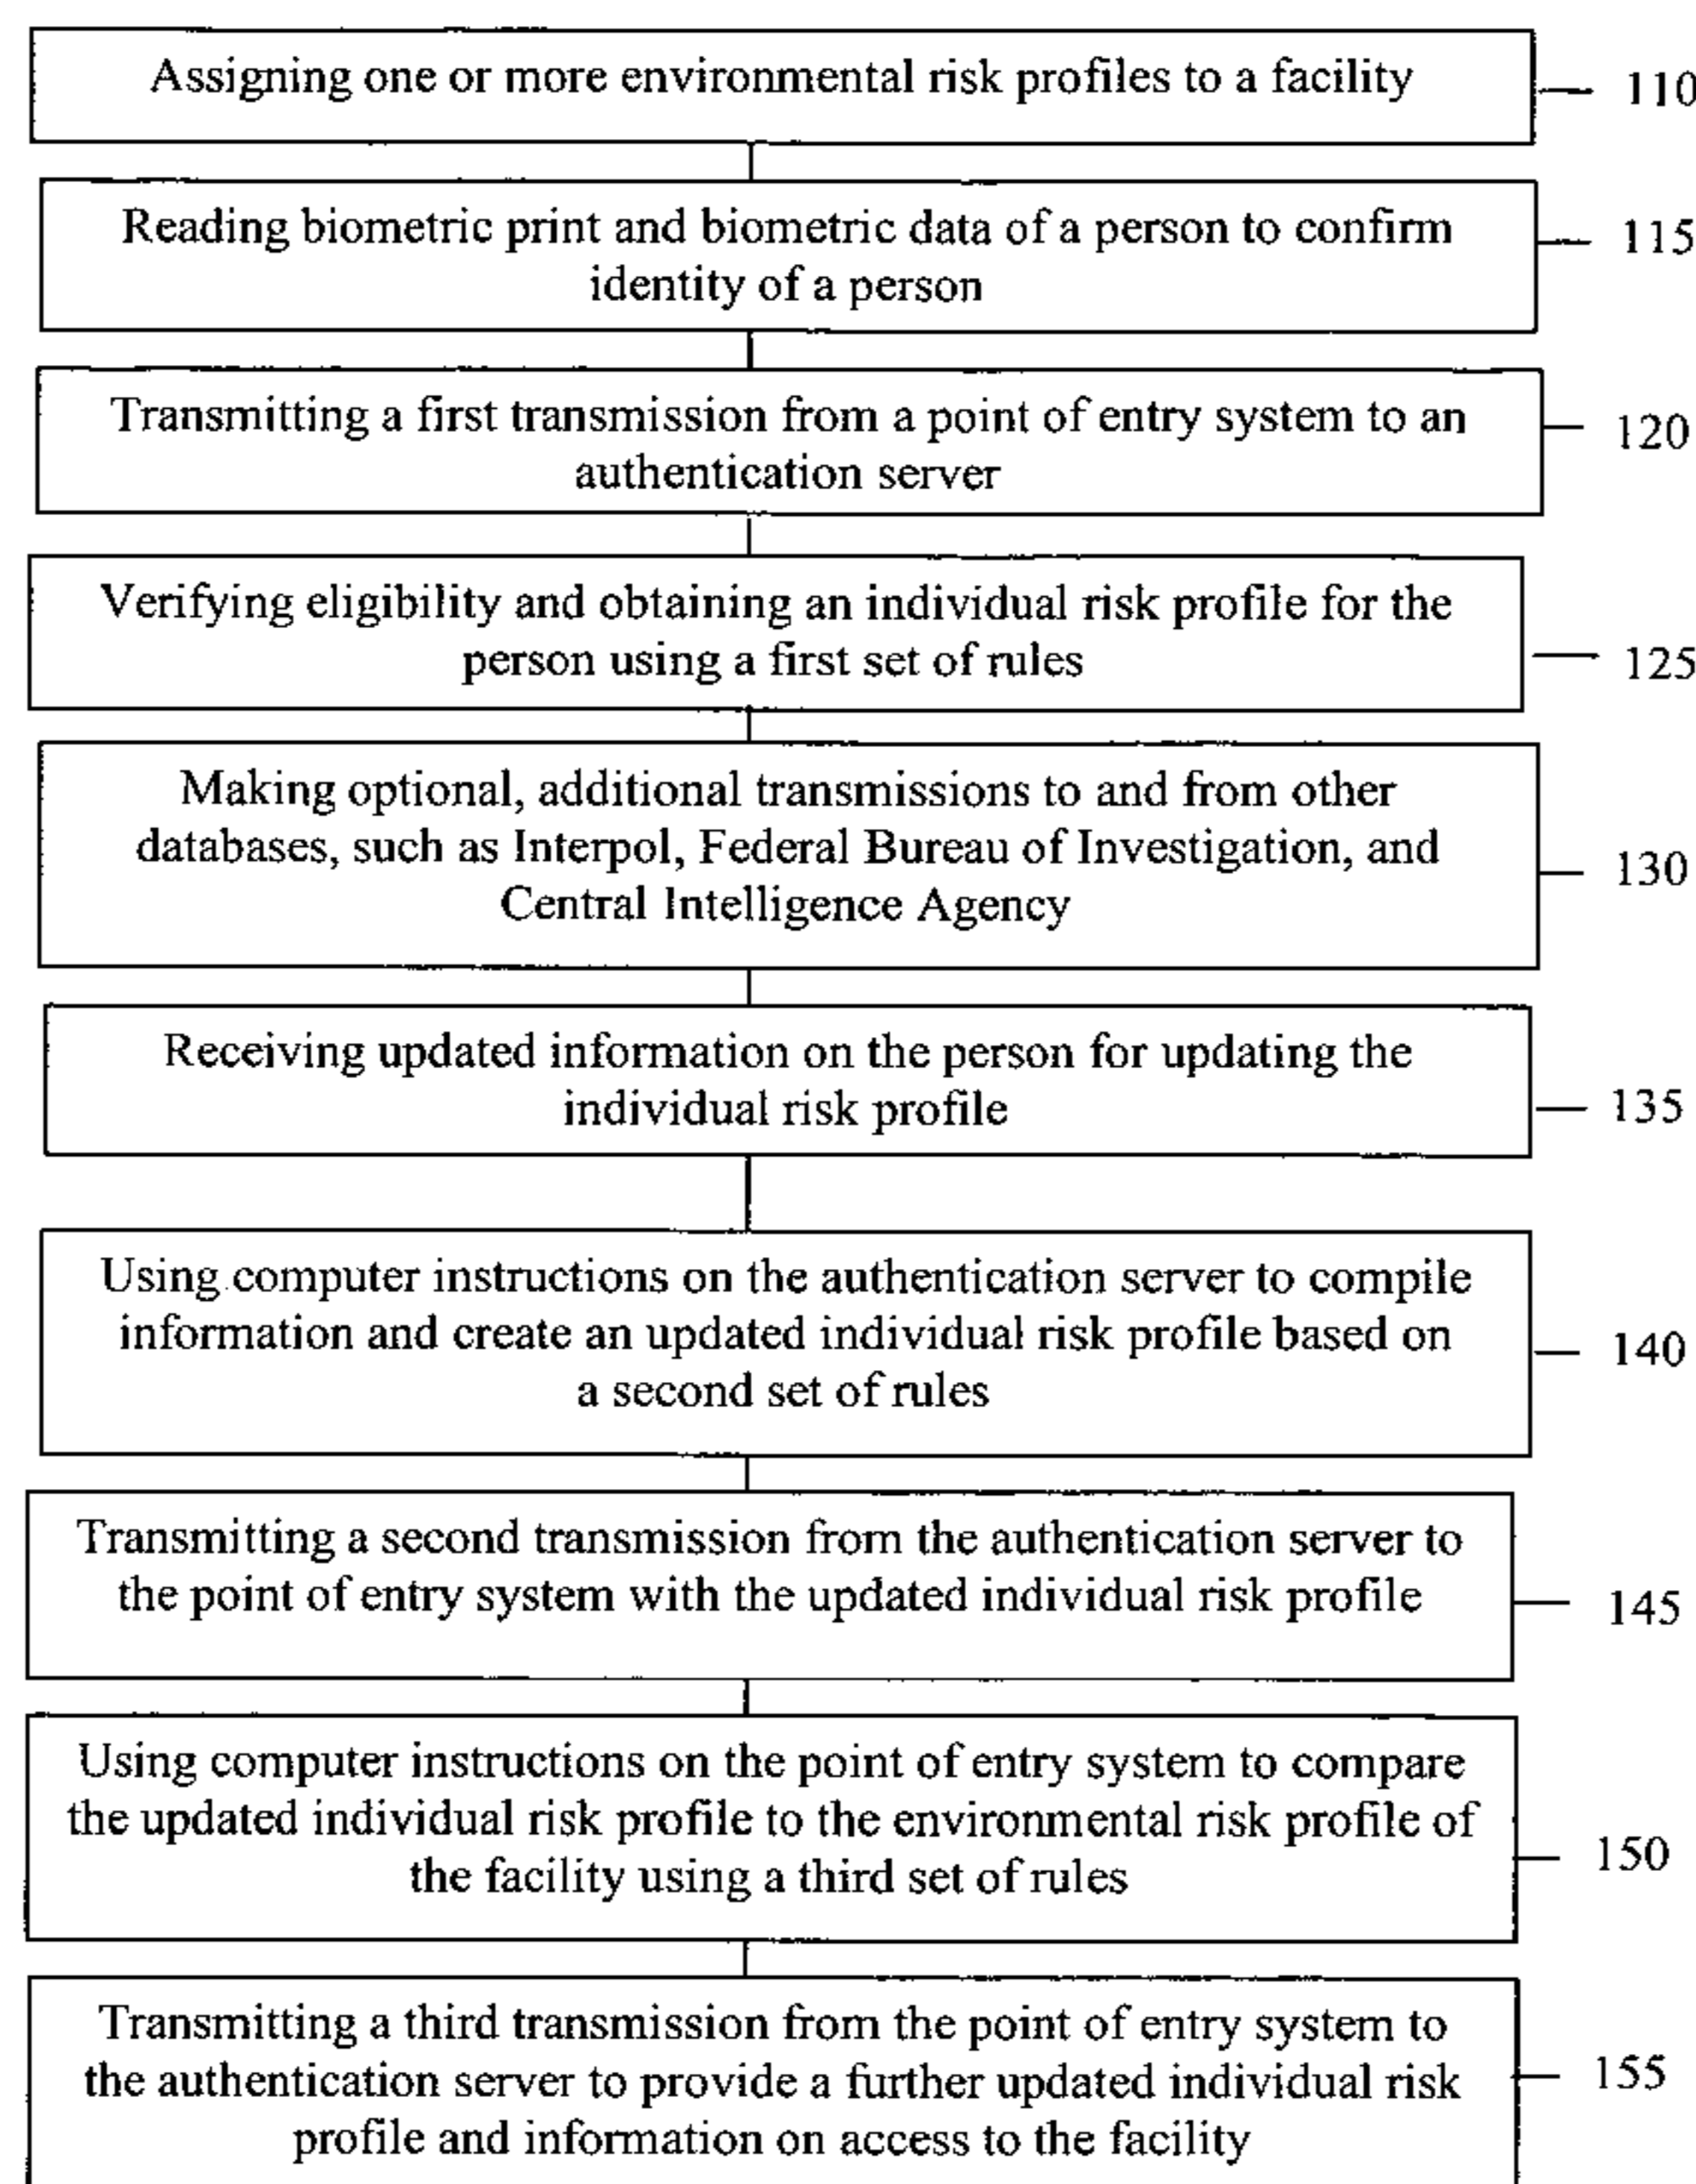 Assigning one or more environmental risk profiles to a facility
110
Reading biometric print and biometric data of a person to confirm
identity of a person
115
Transmitting a first transmission from a point of entry system to an
authentication server
120
Verifying eligibility and obtaining an individual risk profile for the
person using a first set of rules
125
Making optional, additional transmissions to and from other
databases, such as Interpol, Federal Bureau of Investigation, and
Central Intelligence Agency
130
Receiving updated information on the person for updating the
individual risk profile
135
Using computer instructions on the authentication server to compile
information and create an updated individual risk profile based on
a second set of rules
140
Transmitting a second transmission from the authentication server to
the point of entry system with the updated individual risk profile
145
Using computer instructions on the point of entry system to compare
the updated individual risk profile to the environmental risk profile of
the facility using a third set of rules
150
Transmitting a third transmission from the point of entry system to
the authentication server to provide a further updated individual risk
profile and information on access to the facility
155